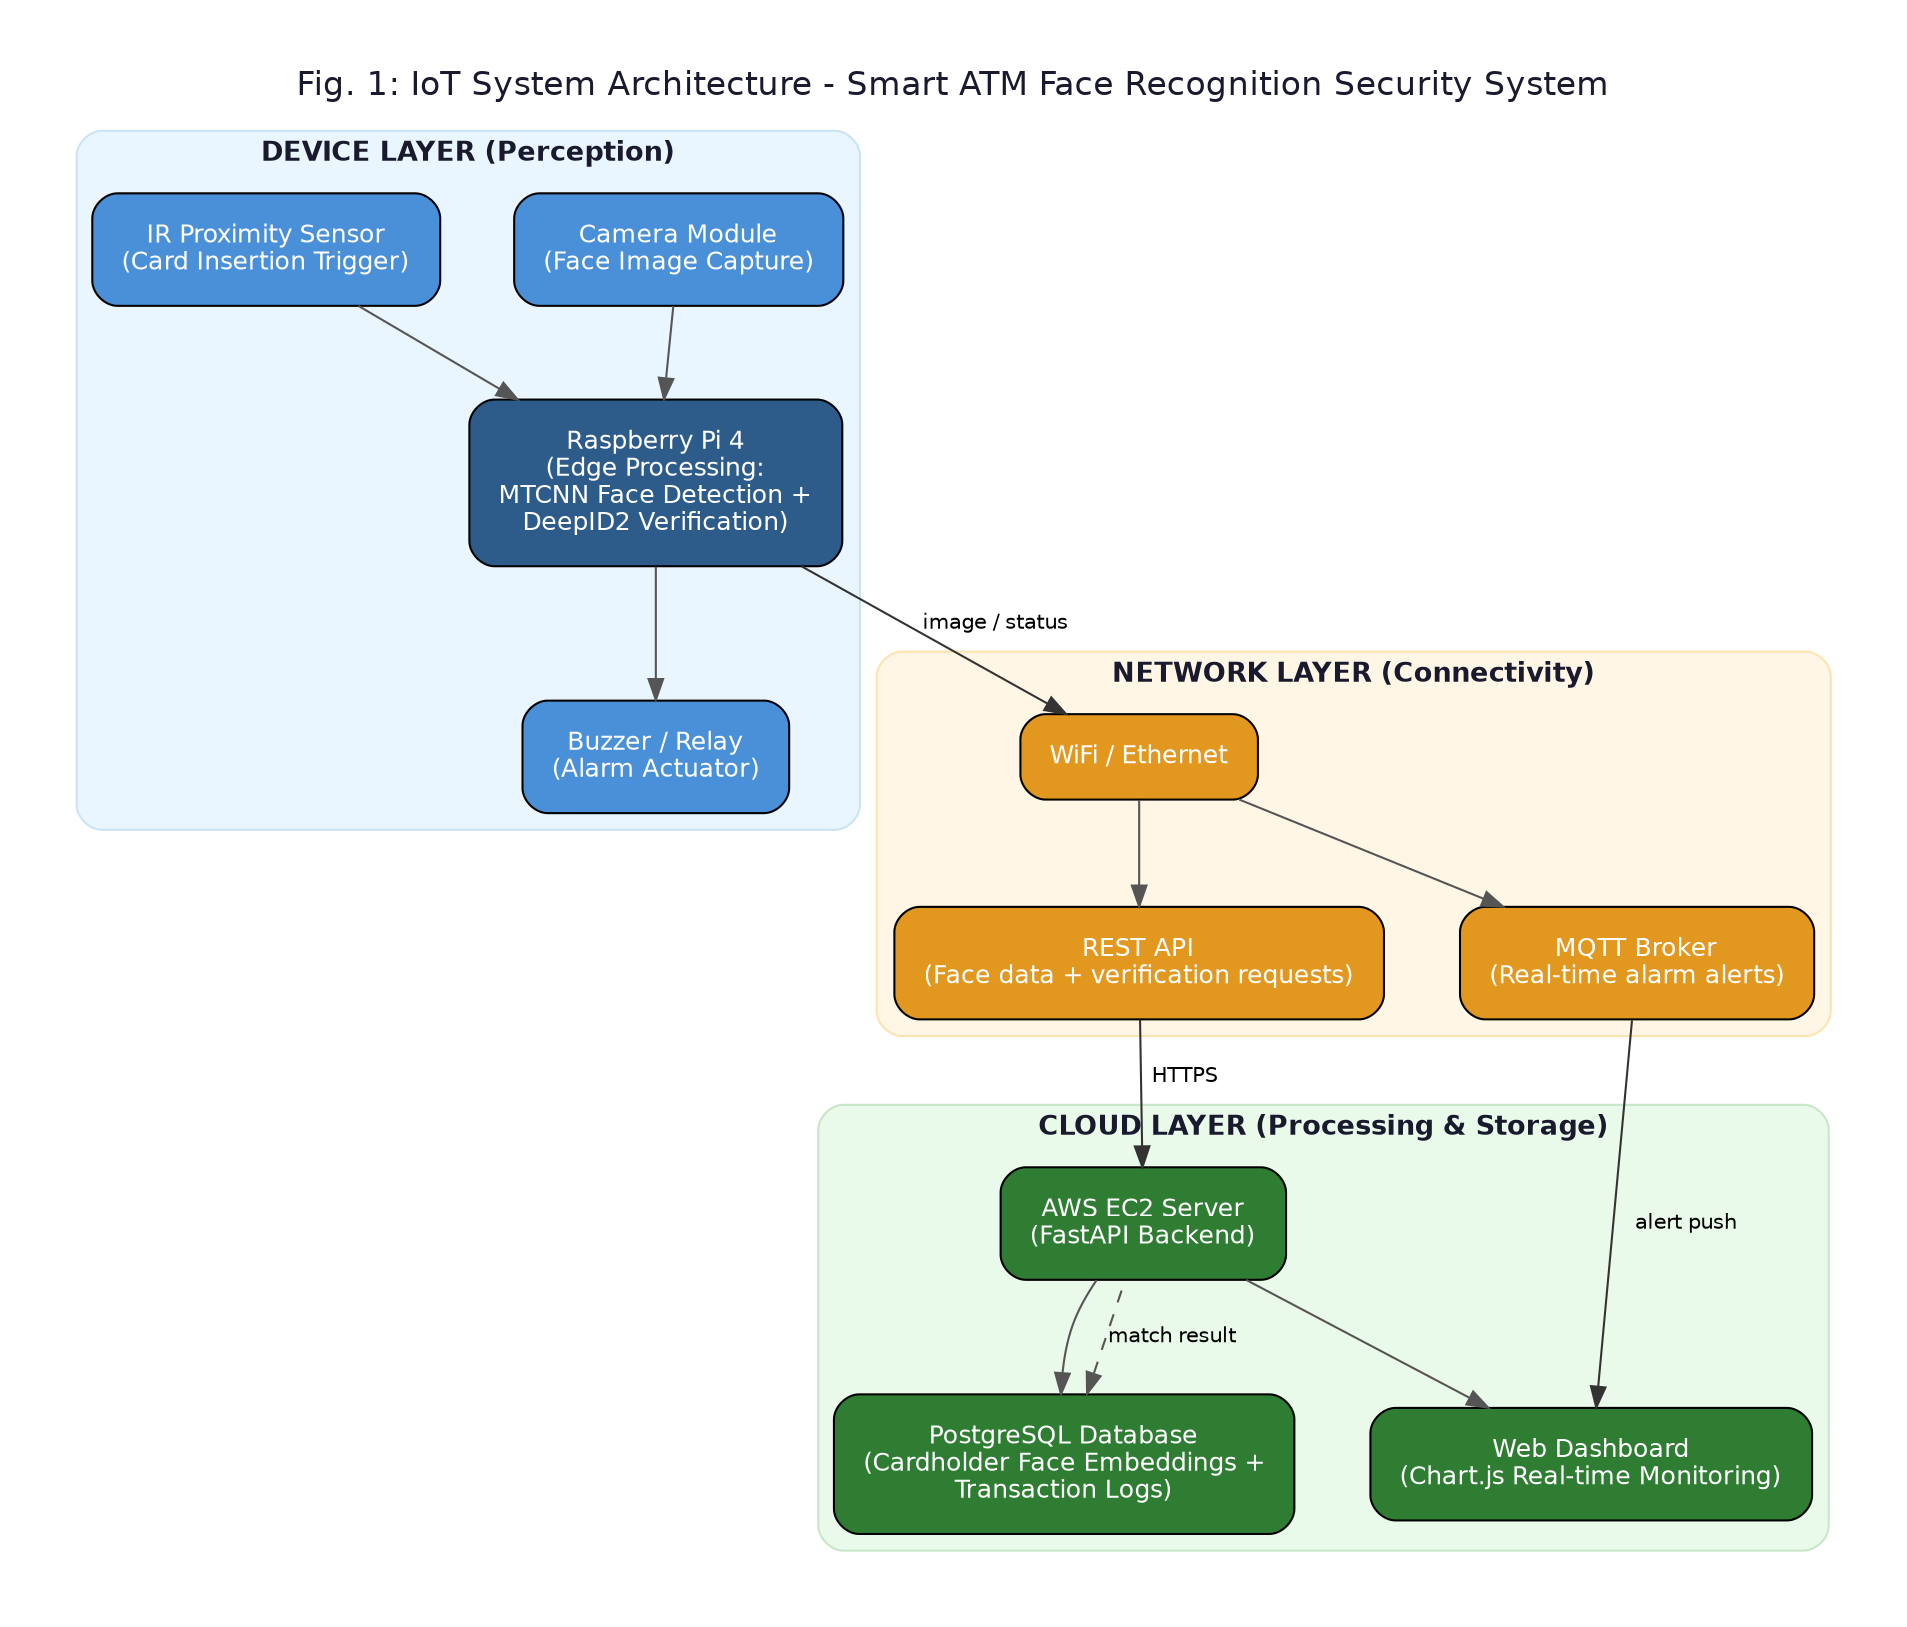 Fig. 1: IoT System Architecture - Smart ATM Face Recognition Security System
DEVICE LAYER (Perception)
IR Proximity Sensor
(Card Insertion Trigger)
Camera Module
(Face Image Capture)
Raspberry Pi 4
(Edge Processing:
MTCNN Face Detection +
DeepID2 Verification)
image / status
Buzzer / Relay
(Alarm Actuator)
NETWORK LAYER (Connectivity)
WiFi / Ethernet
REST API
(Face data + verification requests)
MQTT Broker
(Real-time alarm alerts)
HTTPS
CLOUD LAYER (Processing & Storage)
AWS EC2 Server
(FastAPI Backend)
alert push
match result
PostgreSQL Database
(Cardholder Face Embeddings +
Transaction Logs)
Web Dashboard
(Chart.js Real-time Monitoring)